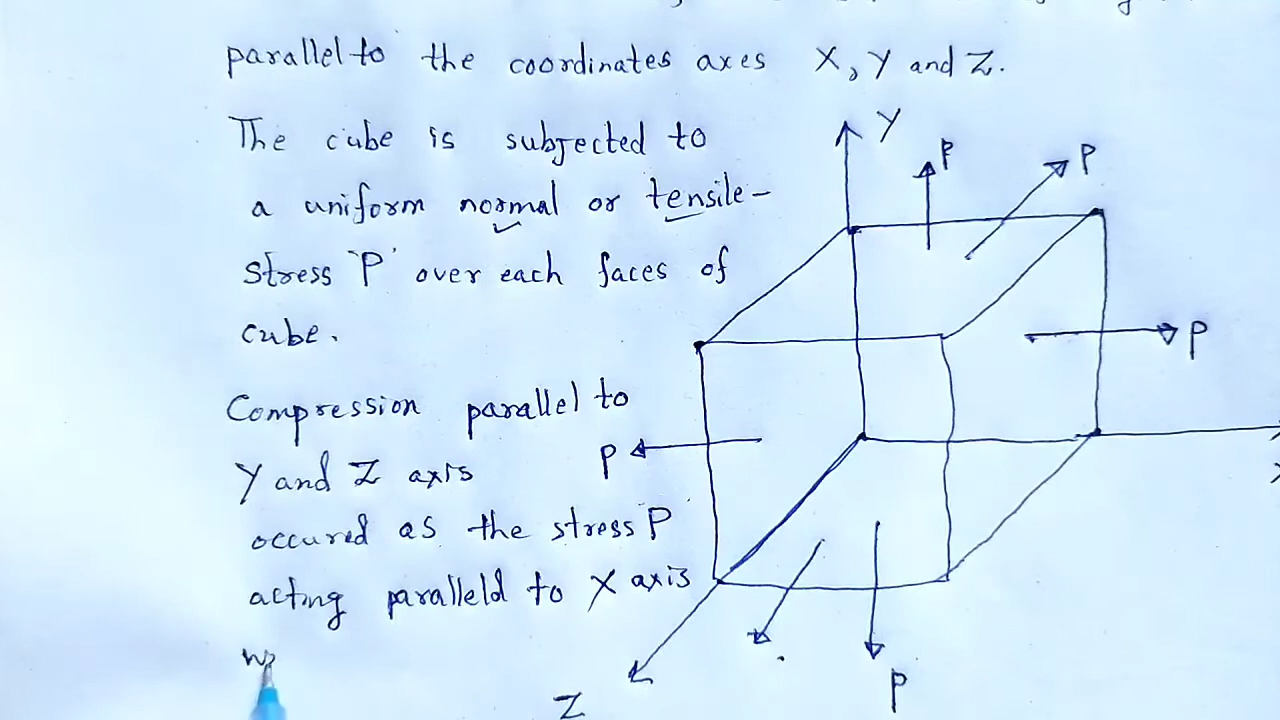 parallel to the coordinates axes X, Y and Z.
The cube is subjected to
a uniform normal or tensile-
stress 'P' over each faces of
cube.
Compression parallel to
Y and Z axis
occured as the stress P
acting paralleld to X axis
Y
P
P
P
P
P
Z